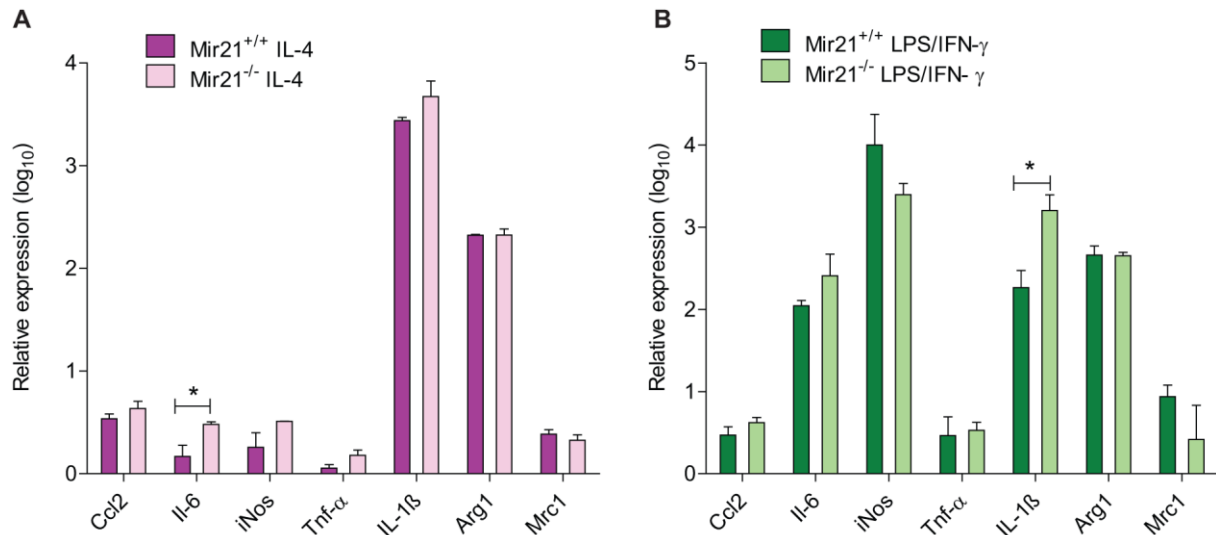 A
Mir21+/+ IL-4
Mir21-/- IL-4
Relative expression (log10)
4
3
2
1
0
*
Ccl2
Il-6
iNos
Tnf-α
IL-1ß
Arg1
Mrc1
B
Mir21+/+ LPS/IFN-γ
Mir21-/- LPS/IFN- γ
Relative expression (log10)
5
4
3
2
1
0
*
Ccl2
Il-6
iNos
Tnf-α
IL-1ß
Arg1
Mrc1